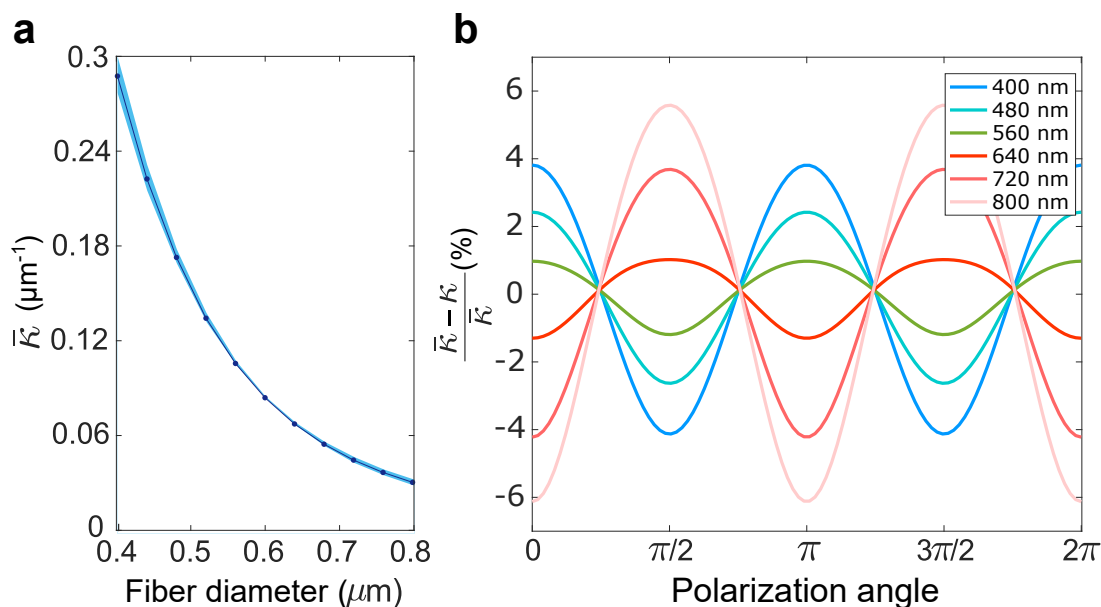 a
0.3
0.24
0.18
0.12
0.06
0
0.4 0.5 0.6 0.7 0.8
κ̄ (μm⁻¹)
Fiber diameter (μm)
b
6
4
2
0
-2
-4
-6
0 π/2 π 3π/2 2π
κ̄ − κ
κ̄
(%)
Polarization angle
400 nm
480 nm
560 nm
640 nm
720 nm
800 nm